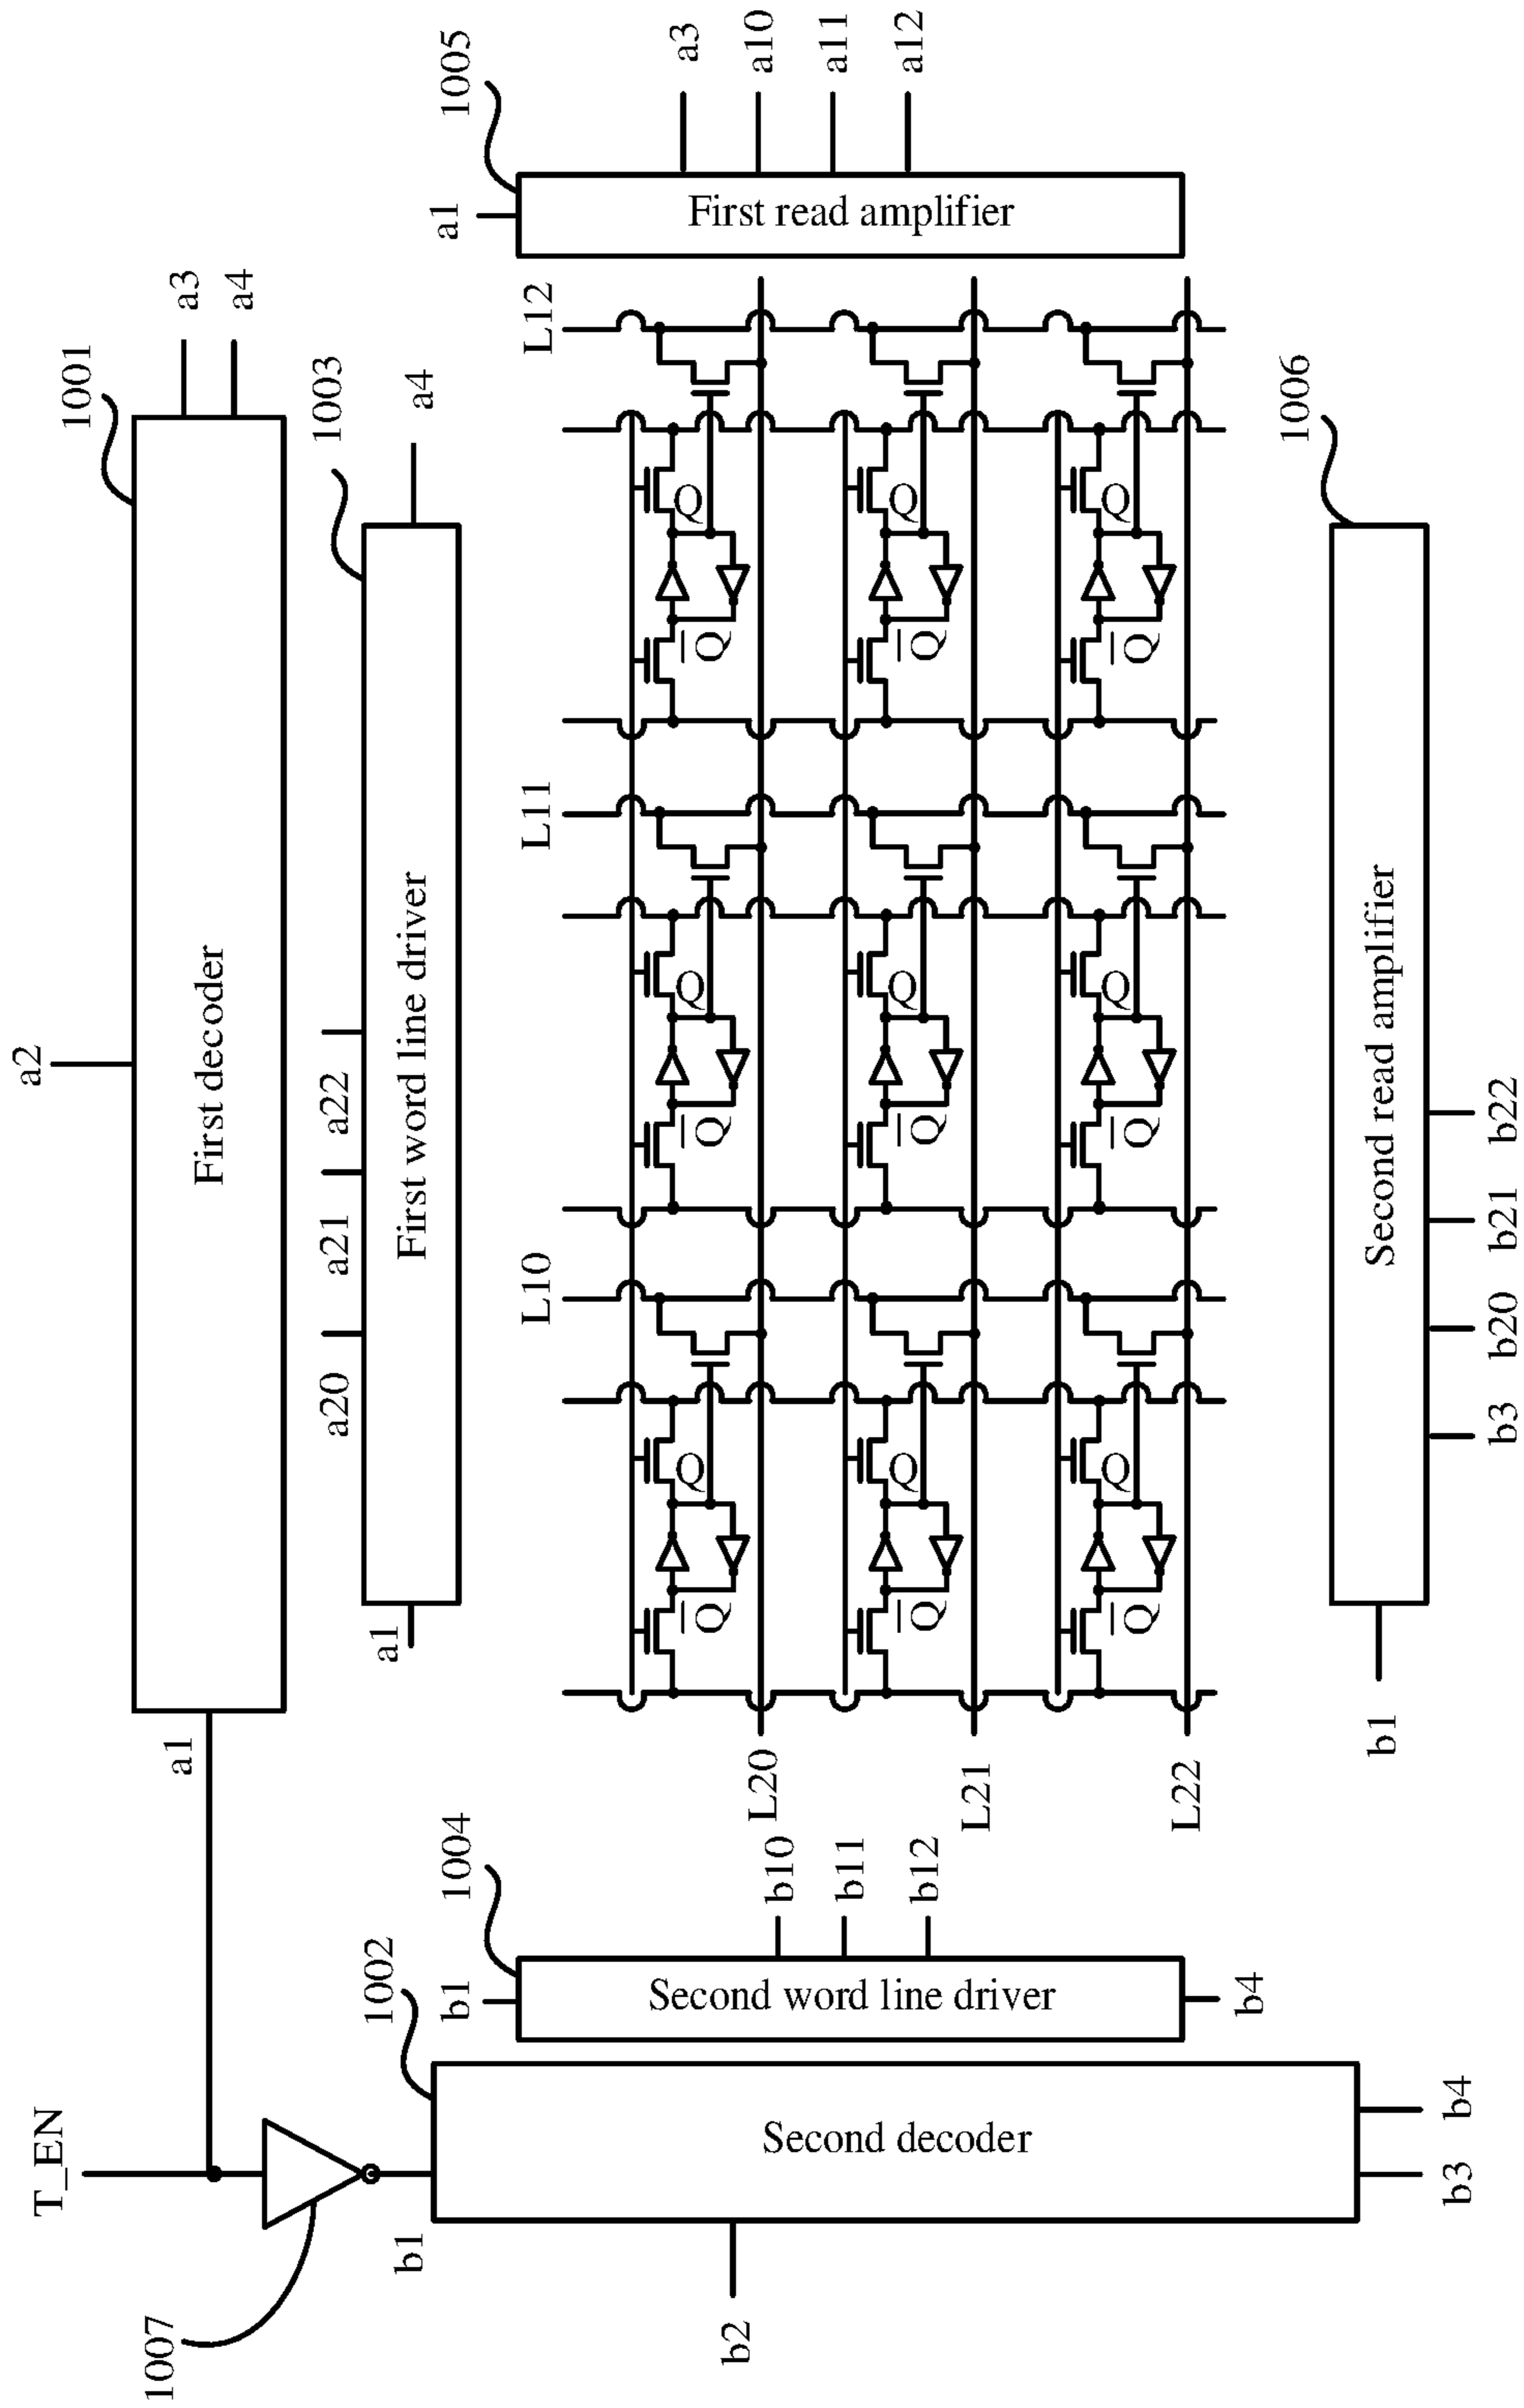 T_EN
1007
a1
b1
1002
Second decoder
b2
b3
b4
1001
First decoder
a2
a3
a4
1003
First word line driver
a1
a20
a21
a22
a4
1004
Second word line driver
b1
b10
b11
b12
b4
L10
L11
L12
Q Q Q Q Q Q
Q Q Q Q Q Q
Q Q Q Q Q Q
L20
L21
L22
1005
First read amplifier
a1
a3
a10
a11
a12
1006
Second read amplifier
b1
b3
b20
b21
b22